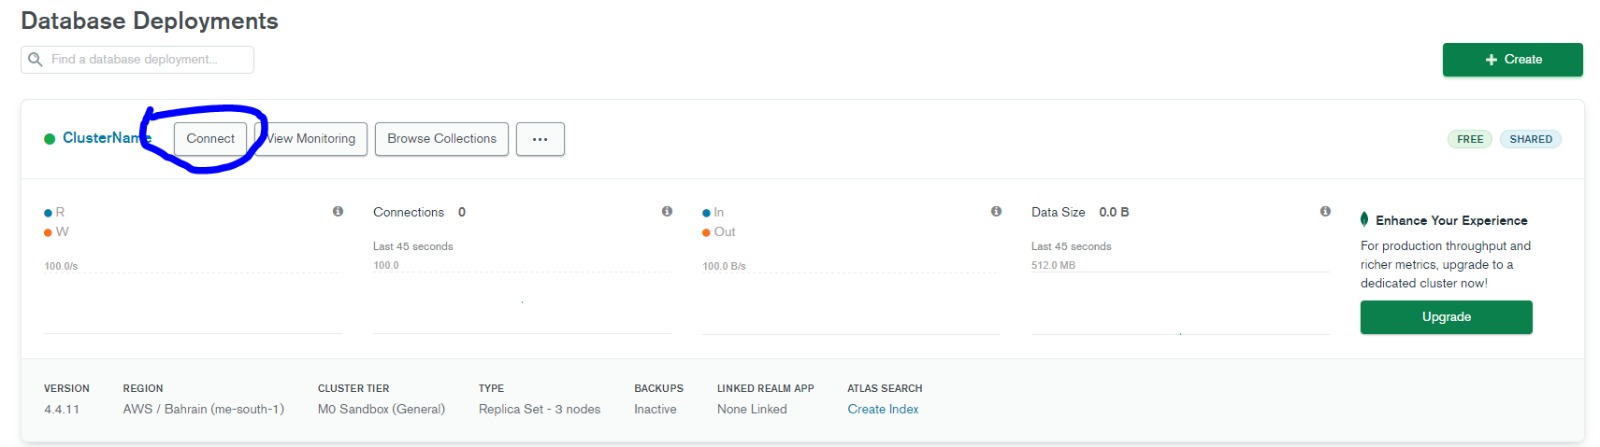 Database Deployments
Find a database deployment...
+ Create
ClusterName
Connect
View Monitoring
Browse Collections
...
FREE
SHARED
R
W
100.0/s
Connections 0
Last 45 seconds
100.0
In
Out
100.0 B/s
Data Size 0.0 B
Last 45 seconds
512.0 MB
Enhance Your Experience
For production throughput and
richer metrics, upgrade to a
dedicated cluster now!
Upgrade
VERSION
4.4.11
REGION
AWS / Bahrain (me-south-1)
CLUSTER TIER
M0 Sandbox (General)
TYPE
Replica Set - 3 nodes
BACKUPS
Inactive
LINKED REALM APP
None Linked
ATLAS SEARCH
Create Index